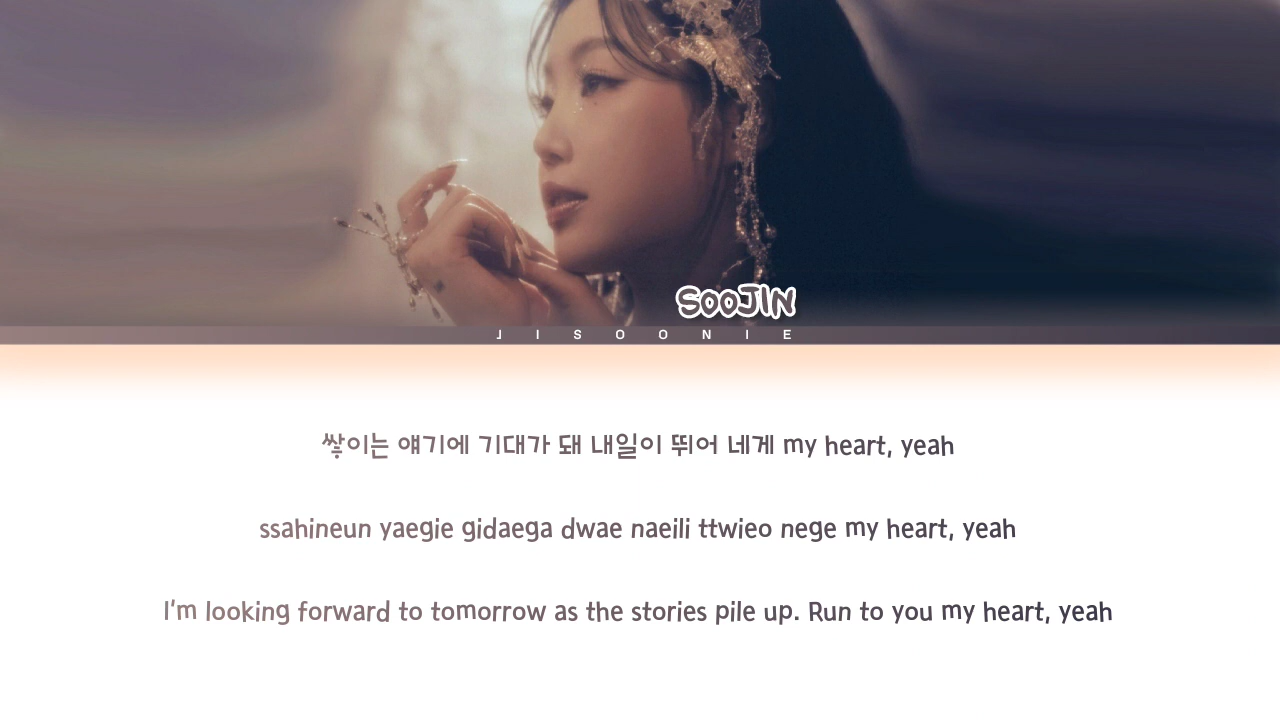 SOOJIN
JISOONIE
쌓이는 얘기에 기대가 돼 내일이 뛰어 네게 my heart, yeah
ssahineun yaegie gidaega dwae naeili ttwieo nege my heart, yeah
I'm looking forward to tomorrow as the stories pile up. Run to you my heart, yeah